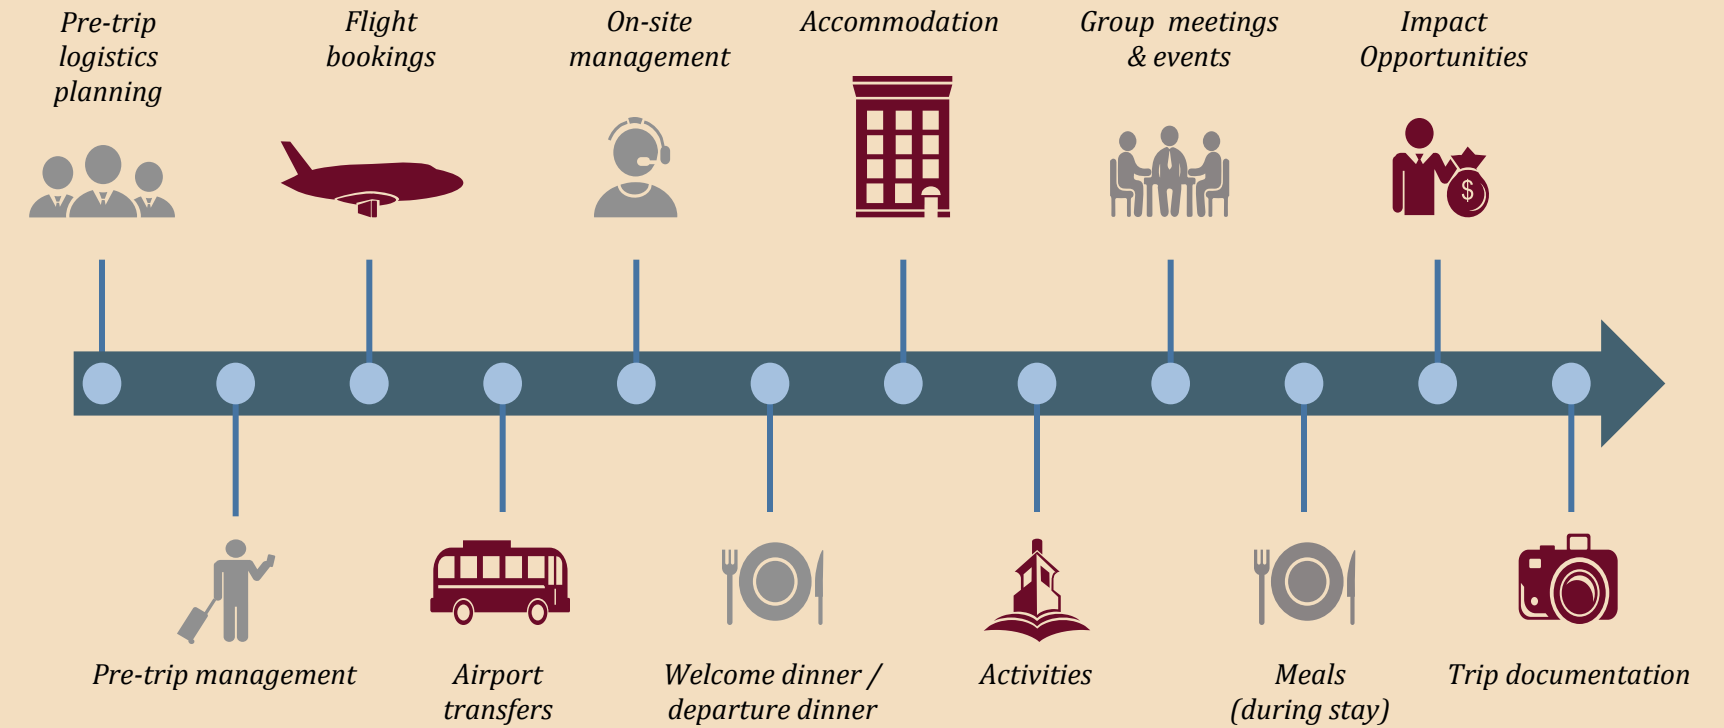 Pre-trip
logistics
planning
Flight
bookings
On-site
management
Accommodation
Group meetings
& events
Impact
Opportunities
$
Pre-trip management
Airport
transfers
Welcome dinner /
departure dinner
Activities
Meals
(during stay)
Trip documentation